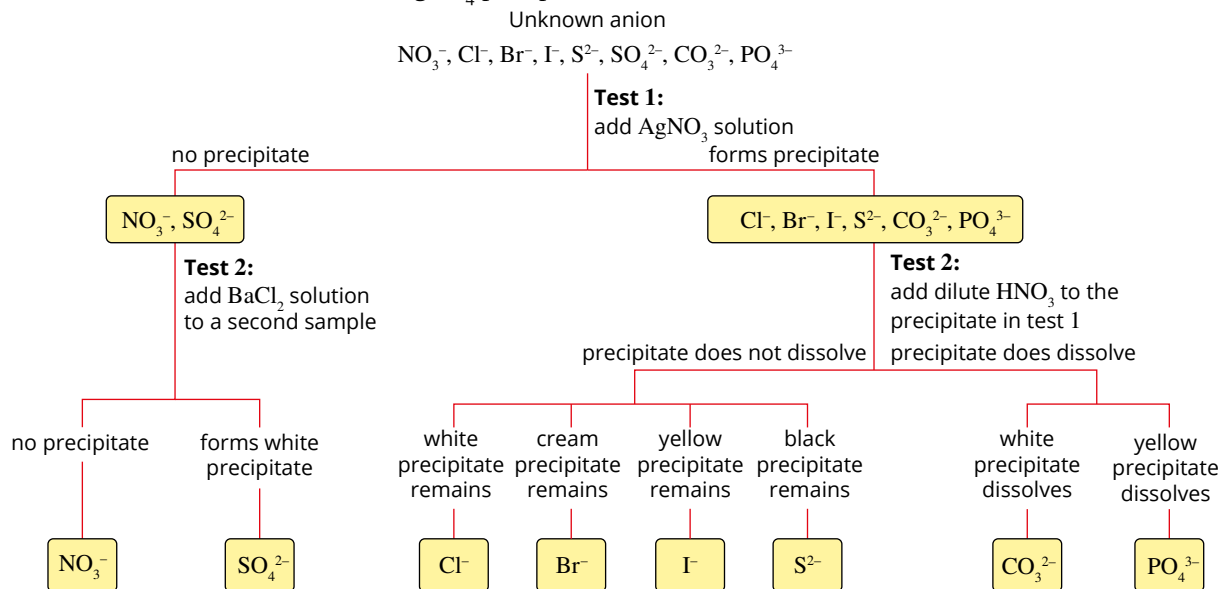 Unknown anion
NO₃⁻, Cl⁻, Br⁻, I⁻, S²⁻, SO₄²⁻, CO₃²⁻, PO₄³⁻
Test 1:
add AgNO₃ solution
no precipitate
forms precipitate
NO₃⁻, SO₄²⁻
Cl⁻, Br⁻, I⁻, S²⁻, CO₃²⁻, PO₄³⁻
Test 2:
add BaCl₂ solution
to a second sample
Test 2:
add dilute HNO₃ to the
precipitate in test 1
precipitate does not dissolve
precipitate does dissolve
no precipitate
forms white
precipitate
white
precipitate
remains
cream
precipitate
remains
yellow
precipitate
remains
black
precipitate
remains
white
precipitate
dissolves
yellow
precipitate
dissolves
NO₃⁻
SO₄²⁻
Cl⁻
Br⁻
I⁻
S²⁻
CO₃²⁻
PO₄³⁻